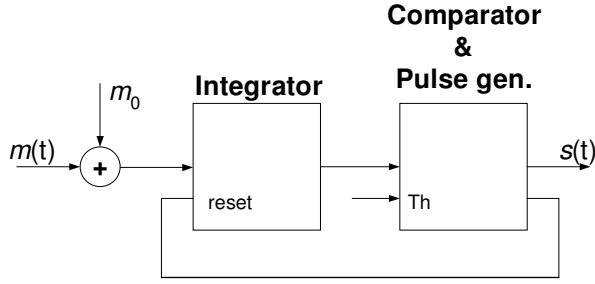 Comparator
&
Pulse gen.
Integrator
m₀
m(t)
+
s(t)
reset
Th